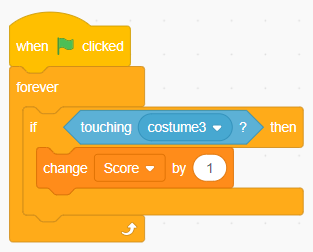 when clicked
forever
if touching costume3 ? then
change Score by 1